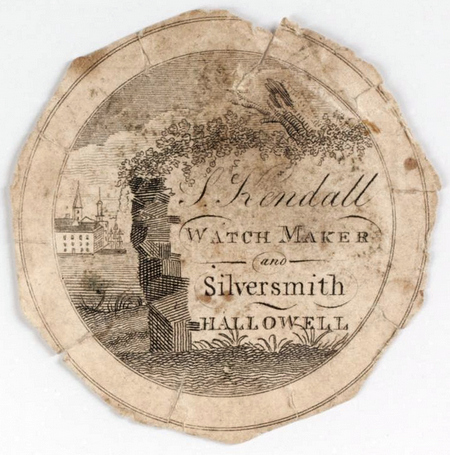 S. Kendall
WATCH MAKER
and
Silversmith
HALLOWELL